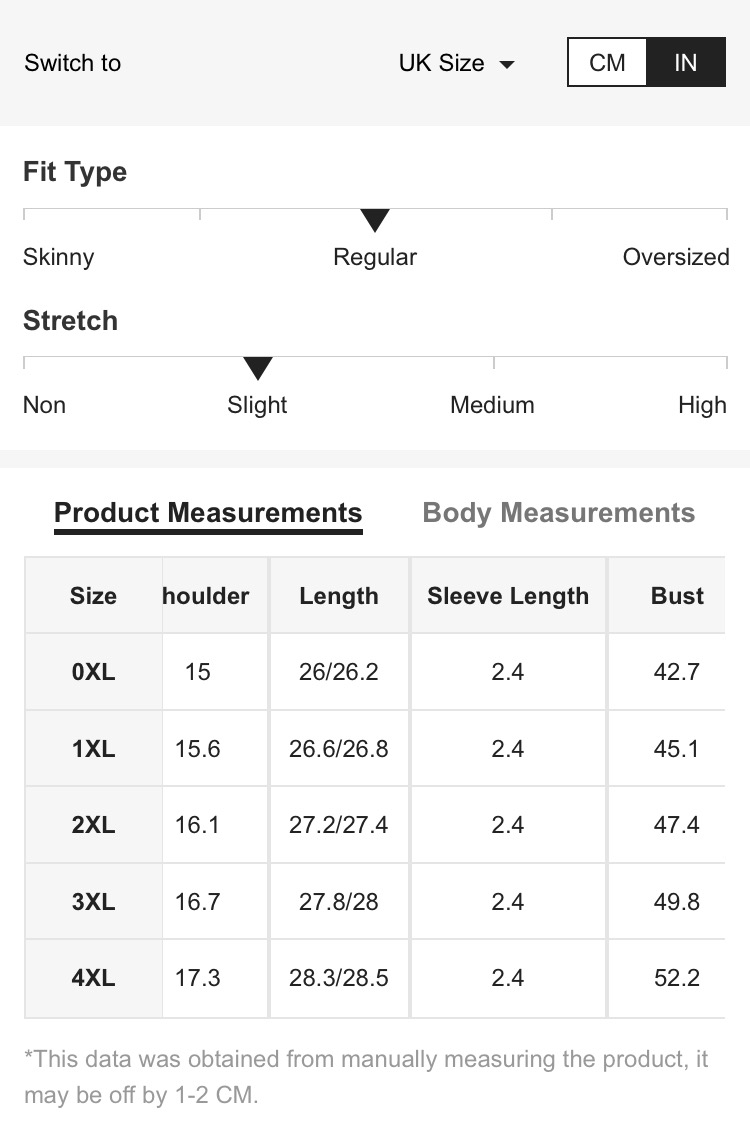 Switch to UK Size CM IN
Fit Type
Skinny Regular Oversized
Stretch
Non Slight Medium High
Product Measurements Body Measurements
Size houlder Length Sleeve Length Bust
0XL 15 26/26.2 2.4 42.7
1XL 15.6 26.6/26.8 2.4 45.1
2XL 16.1 27.2/27.4 2.4 47.4
3XL 16.7 27.8/28 2.4 49.8
4XL 17.3 28.3/28.5 2.4 52.2
*This data was obtained from manually measuring the product, it
may be off by 1-2 CM.